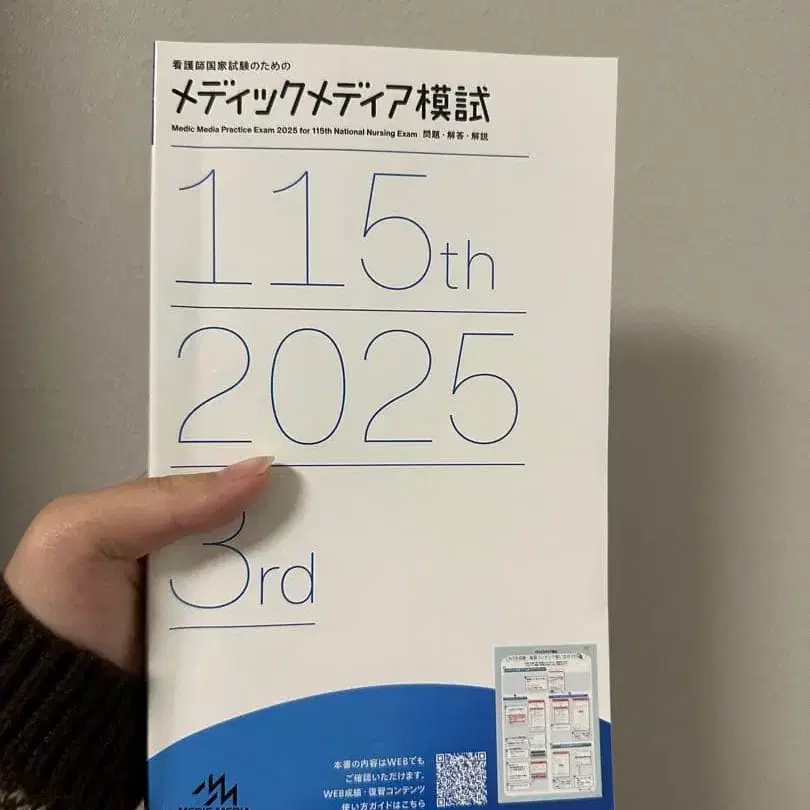 看護師国家試験のための
メディックメディア模試
Medic Media Practice Exam 2025 for 115th National Nursing Exam 問題・解答・解説
115th
2025
3rd
本書の内容はWEBでも
ご確認いただけます。
WEB成績・復習コンテンツ
使い方ガイドはこちら
MEDIC MEDIA